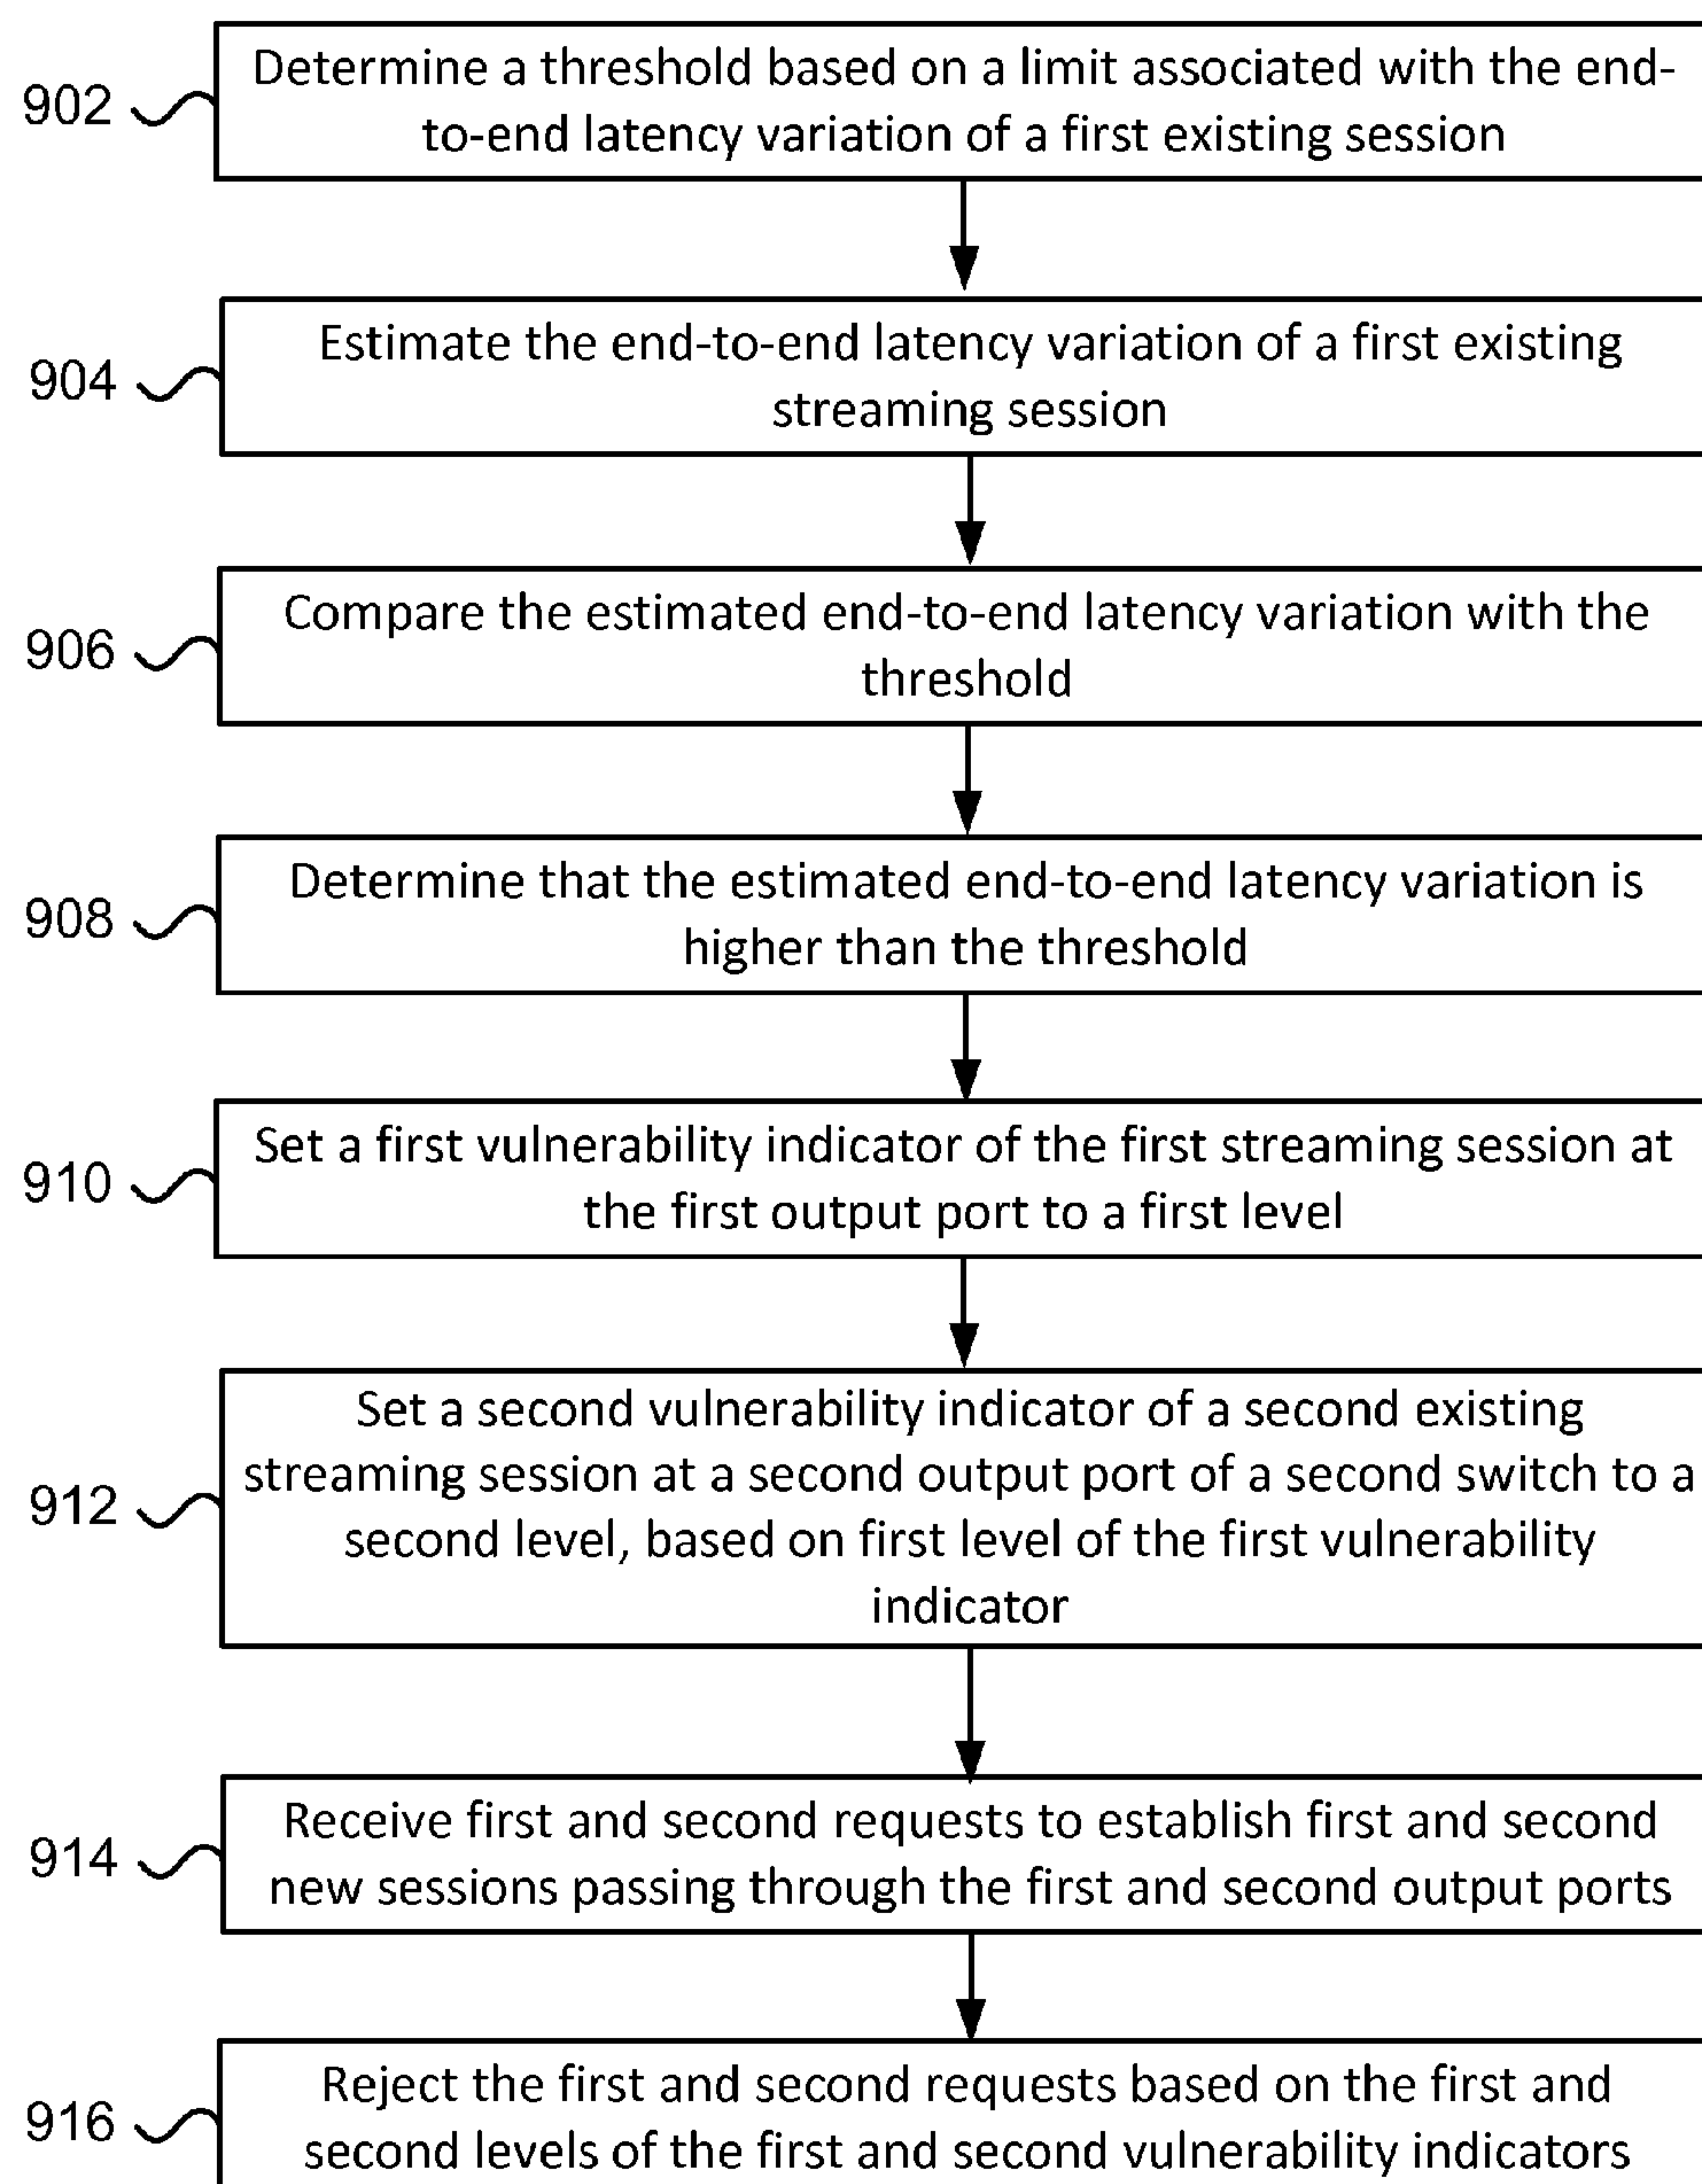 902
Determine a threshold based on a limit associated with the end-
to-end latency variation of a first existing session
904
Estimate the end-to-end latency variation of a first existing
streaming session
906
Compare the estimated end-to-end latency variation with the
threshold
908
Determine that the estimated end-to-end latency variation is
higher than the threshold
910
Set a first vulnerability indicator of the first streaming session at
the first output port to a first level
912
Set a second vulnerability indicator of a second existing
streaming session at a second output port of a second switch to a
second level, based on first level of the first vulnerability
indicator
914
Receive first and second requests to establish first and second
new sessions passing through the first and second output ports
916
Reject the first and second requests based on the first and
second levels of the first and second vulnerability indicators